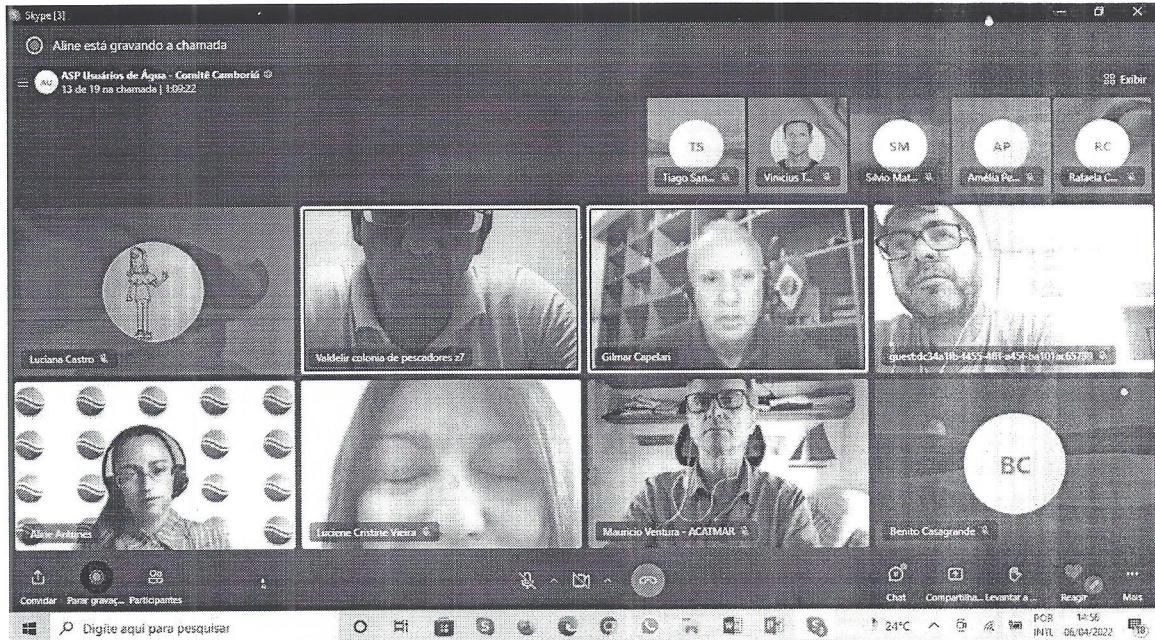 Skype [3]
Aline está gravando a chamada
AU
ASP Usuários de Água - Comitê Camboriú
13 de 19 na chamada | 1:09:22
Exibir
TS
Tiago San...
Vinicius T...
SM
Silvio Mat...
AP
Amélia Pe...
RC
Rafaela C...
Luciana Castro
Valdelir colonia de pescadores z7
Gilmar Capelari
Aline Antunes
Luciene Cristine Vieira
Mauricio Ventura - ACATMAR
BC
Benito Casagrande
Convidar
Parar gravaç...
Participantes
Chat
Compartilha...
Levantar a ...
Reagir
Mais
Digite aqui para pesquisar
24°C
POR
INTL
14:56
06/04/2022